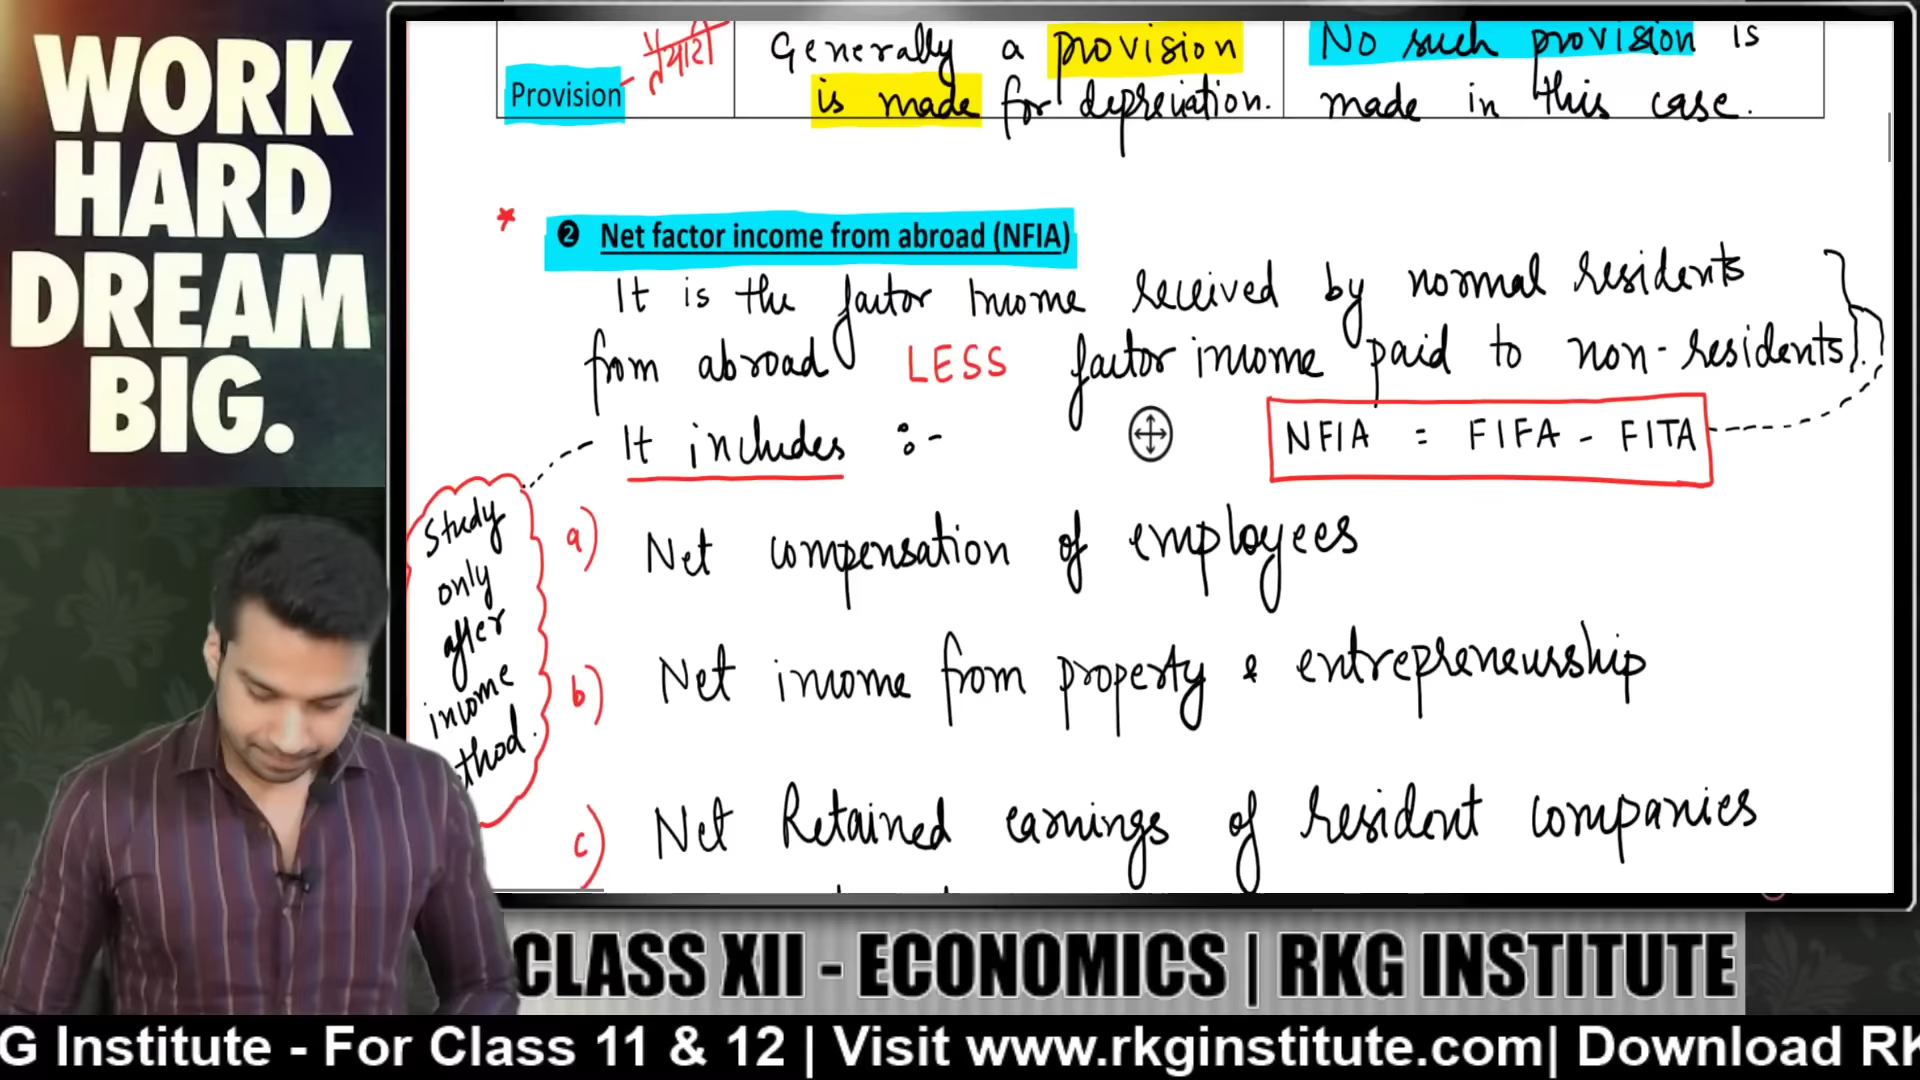 WORK
HARD
DREAM
BIG.
Provision - तैयारी
Generally a provision
is made for depreiation.
No such provision is
made in this case.
* ❷ Net factor income from abroad (NFIA)
It is the factor Income received by normal residents
from abroad LESS factor income paid to non-residents.
It includes :-
NFIA = FIFA - FITA
Study
only
after
income
thod.
a) Net compensation of employees
b) Net income from property & entrepreneurship
c) Net Retained earnings of resident companies
CLASS XII - ECONOMICS | RKG INSTITUTE
G Institute - For Class 11 & 12 | Visit www.rkginstitute.com| Download RK